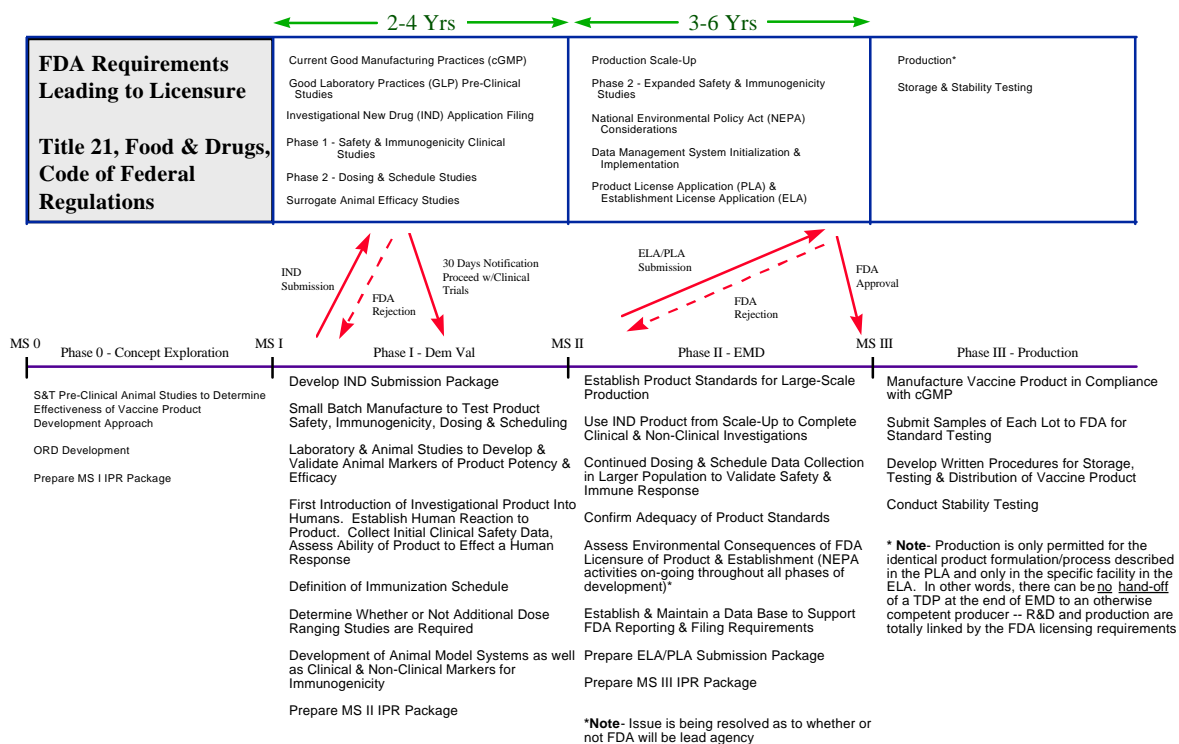 2-4 Yrs
3-6 Yrs
FDA Requirements
Leading to Licensure
Title 21, Food & Drugs,
Code of Federal
Regulations
Current Good Manufacturing Practices (cGMP)
Good Laboratory Practices (GLP) Pre-Clinical
Studies
Investigational New Drug (IND) Application Filing
Phase 1 - Safety & Immunogenicity Clinical
Studies
Phase 2 - Dosing & Schedule Studies
Surrogate Animal Efficacy Studies
Production Scale-Up
Phase 2 - Expanded Safety & Immunogenicity
Studies
National Environmental Policy Act (NEPA)
Considerations
Data Management System Initialization &
Implementation
Product License Application (PLA) &
Establishment License Application (ELA)
Production*
Storage & Stability Testing
IND
Submission
FDA
Rejection
30 Days Notification
Proceed w/Clinical
Trials
ELA/PLA
Submission
FDA
Rejection
FDA
Approval
MS 0
Phase 0 - Concept Exploration
MS I
Phase I - Dem Val
MS II
Phase II - EMD
MS III
Phase III - Production
S&T Pre-Clinical Animal Studies to Determine
Effectiveness of Vaccine Product
Development Approach
ORD Development
Prepare MS I IPR Package
Develop IND Submission Package
Small Batch Manufacture to Test Product
Safety, Immunogenicity, Dosing & Scheduling
Laboratory & Animal Studies to Develop &
Validate Animal Markers of Product Potency &
Efficacy
First Introduction of Investigational Product Into
Humans. Establish Human Reaction to
Product. Collect Initial Clinical Safety Data,
Assess Ability of Product to Effect a Human
Response
Definition of Immunization Schedule
Determine Whether or Not Additional Dose
Ranging Studies are Required
Development of Animal Model Systems as well
as Clinical & Non-Clinical Markers for
Immunogenicity
Prepare MS II IPR Package
Establish Product Standards for Large-Scale
Production
Use IND Product from Scale-Up to Complete
Clinical & Non-Clinical Investigations
Continued Dosing & Schedule Data Collection
in Larger Population to Validate Safety &
Immune Response
Confirm Adequacy of Product Standards
Assess Environmental Consequences of FDA
Licensure of Product & Establishment (NEPA
activities on-going throughout all phases of
development)*
Establish & Maintain a Data Base to Support
FDA Reporting & Filing Requirements
Prepare ELA/PLA Submission Package
Prepare MS III IPR Package
*Note- Issue is being resolved as to whether or
not FDA will be lead agency
Manufacture Vaccine Product in Compliance
with cGMP
Submit Samples of Each Lot to FDA for
Standard Testing
Develop Written Procedures for Storage,
Testing & Distribution of Vaccine Product
Conduct Stability Testing
* Note- Production is only permitted for the
identical product formulation/process described
in the PLA and only in the specific facility in the
ELA. In other words, there can be no hand-off
of a TDP at the end of EMD to an otherwise
competent producer -- R&D and production are
totally linked by the FDA licensing requirements